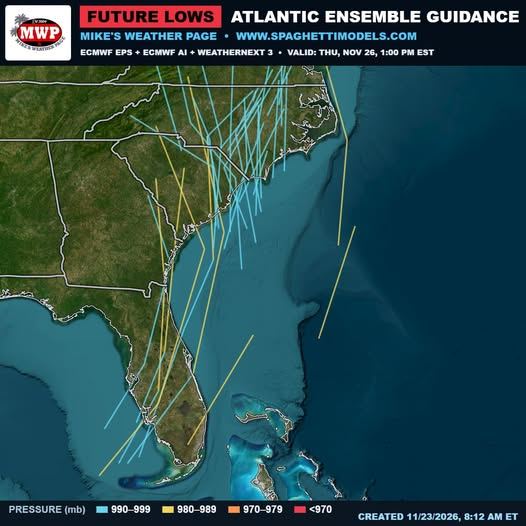 FUTURE LOWS ATLANTIC ENSEMBLE GUIDANCE
MWP
MIKE'S WEATHER PAGE • WWW.SPAGHETTIMODELS.COM
ECMWF EPS + ECMWF AI + WEATHERNEXT 3 • VALID: THU, NOV 26, 1:00 PM EST
PRESSURE (mb) 990–999 980–989 970–979 <970
CREATED 11/23/2026, 8:12 AM ET